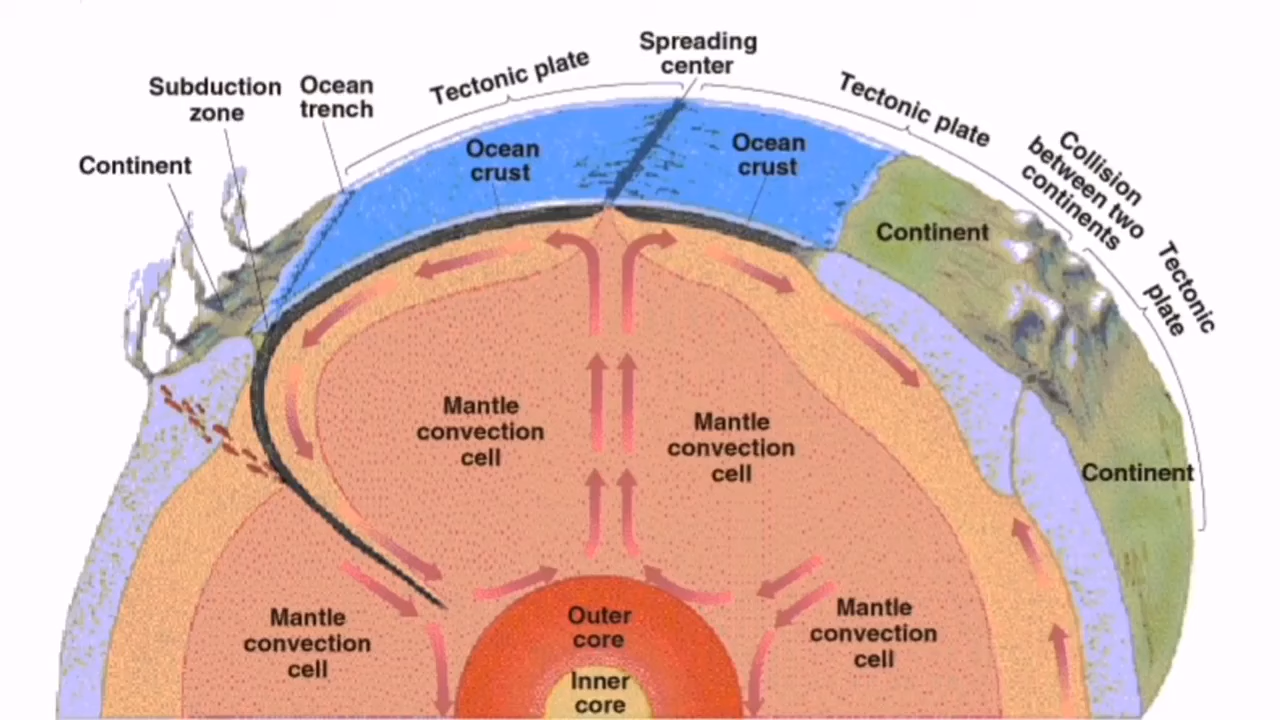 Spreading
center
Tectonic plate
Subduction
zone
Ocean
trench
Tectonic plate
Continent
Ocean
crust
Ocean
crust
Collision
between two
continents
Continent
Tectonic
plate
Mantle
convection
cell
Mantle
convection
cell
Continent
Mantle
convection
cell
Outer
core
Mantle
convection
cell
Inner
core